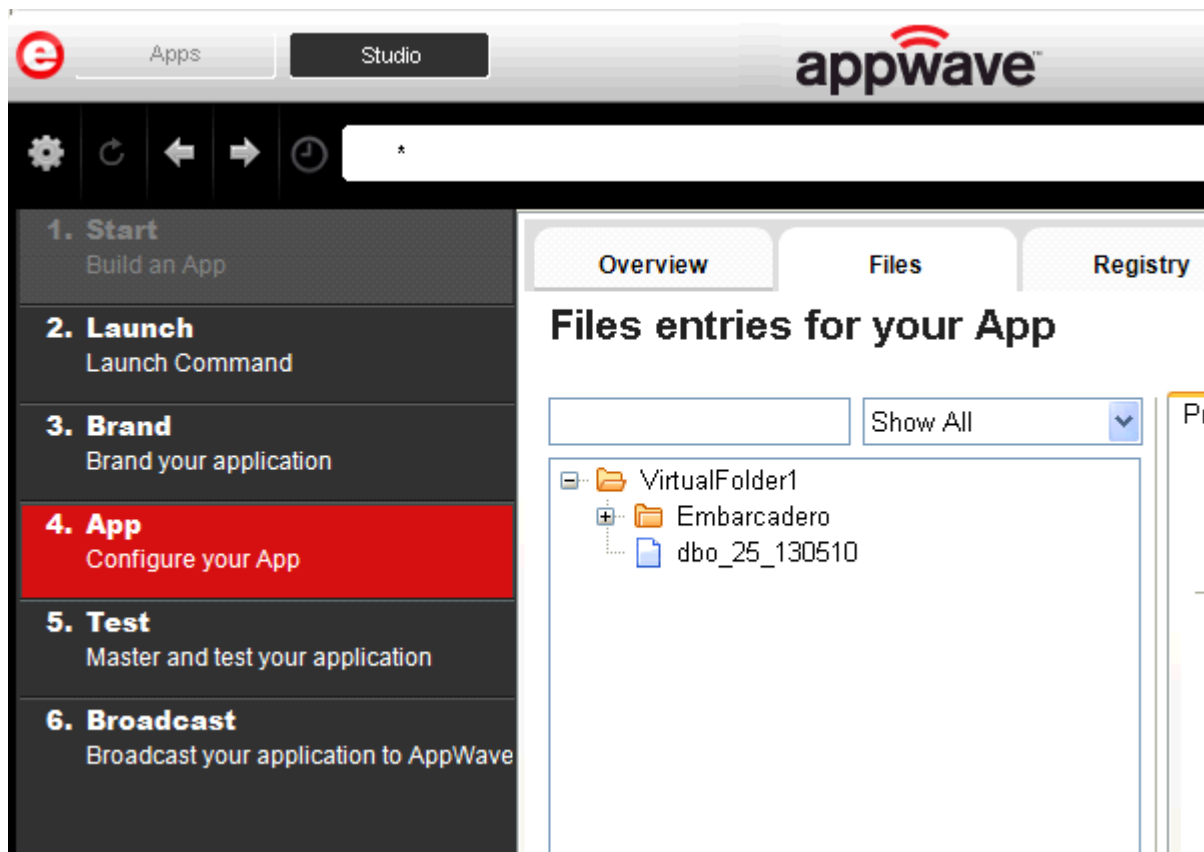 e
Apps
Studio
appwave™
*
1. Start
Build an App
2. Launch
Launch Command
3. Brand
Brand your application
4. App
Configure your App
5. Test
Master and test your application
6. Broadcast
Broadcast your application to AppWave
Overview
Files
Registry
Files entries for your App
Show All
VirtualFolder1
Embarcadero
dbo_25_130510